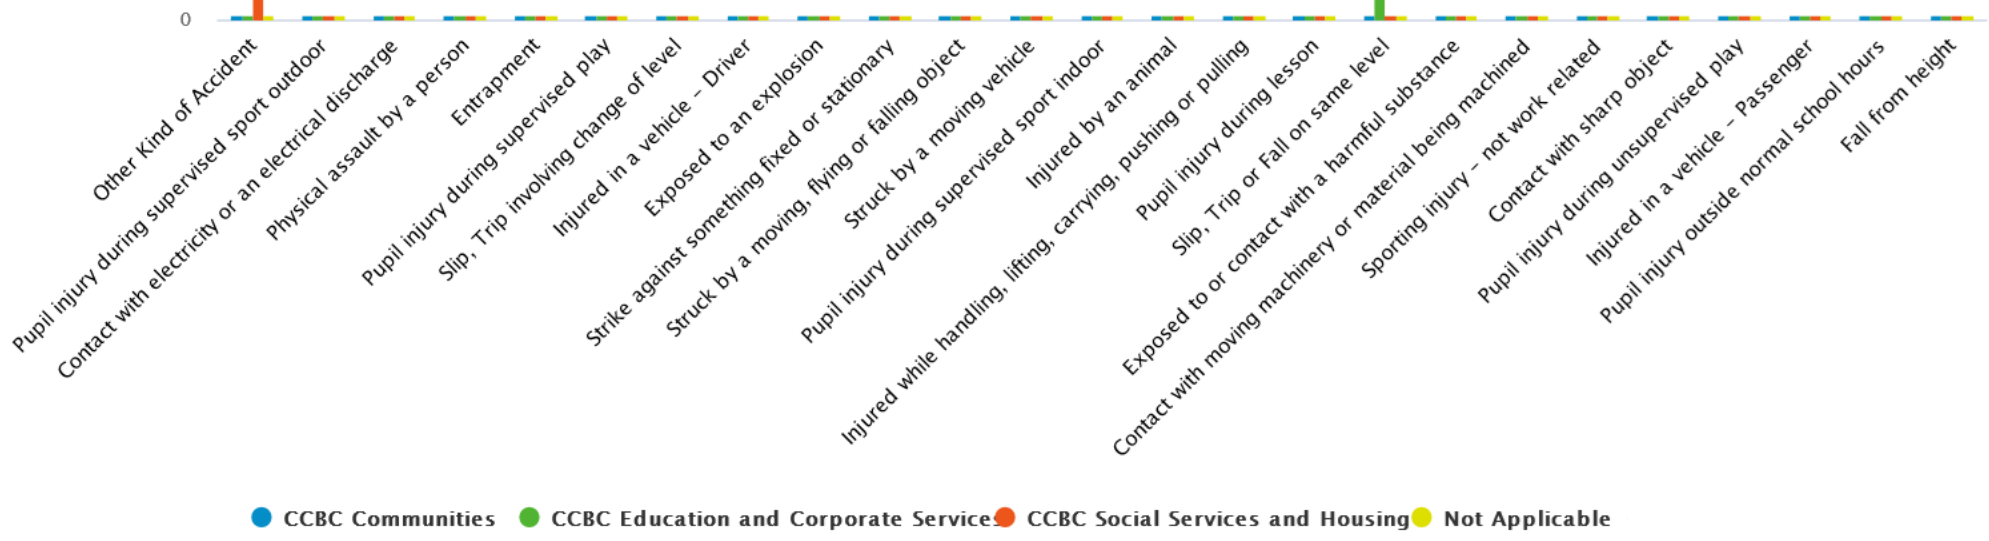 0
Other Kind of Accident
Pupil injury during supervised sport outdoor
Contact with electricity or an electrical discharge
Physical assault by a person
Entrapment
Pupil injury during supervised play
Slip, Trip involving change of level
Injured in a vehicle – Driver
Exposed to an explosion
Strike against something fixed or stationary
Struck by a moving, flying or falling object
Struck by a moving vehicle
Pupil injury during supervised sport indoor
Injured by an animal
Injured while handling, lifting, carrying, pushing or pulling
Pupil injury during lesson
Slip, Trip or Fall on same level
Exposed to or contact with a harmful substance
Contact with moving machinery or material being machined
Sporting injury – not work related
Contact with sharp object
Pupil injury during unsupervised play
Injured in a vehicle – Passenger
Pupil injury outside normal school hours
Fall from height
CCBC Communities CCBC Education and Corporate Services CCBC Social Services and Housing Not Applicable